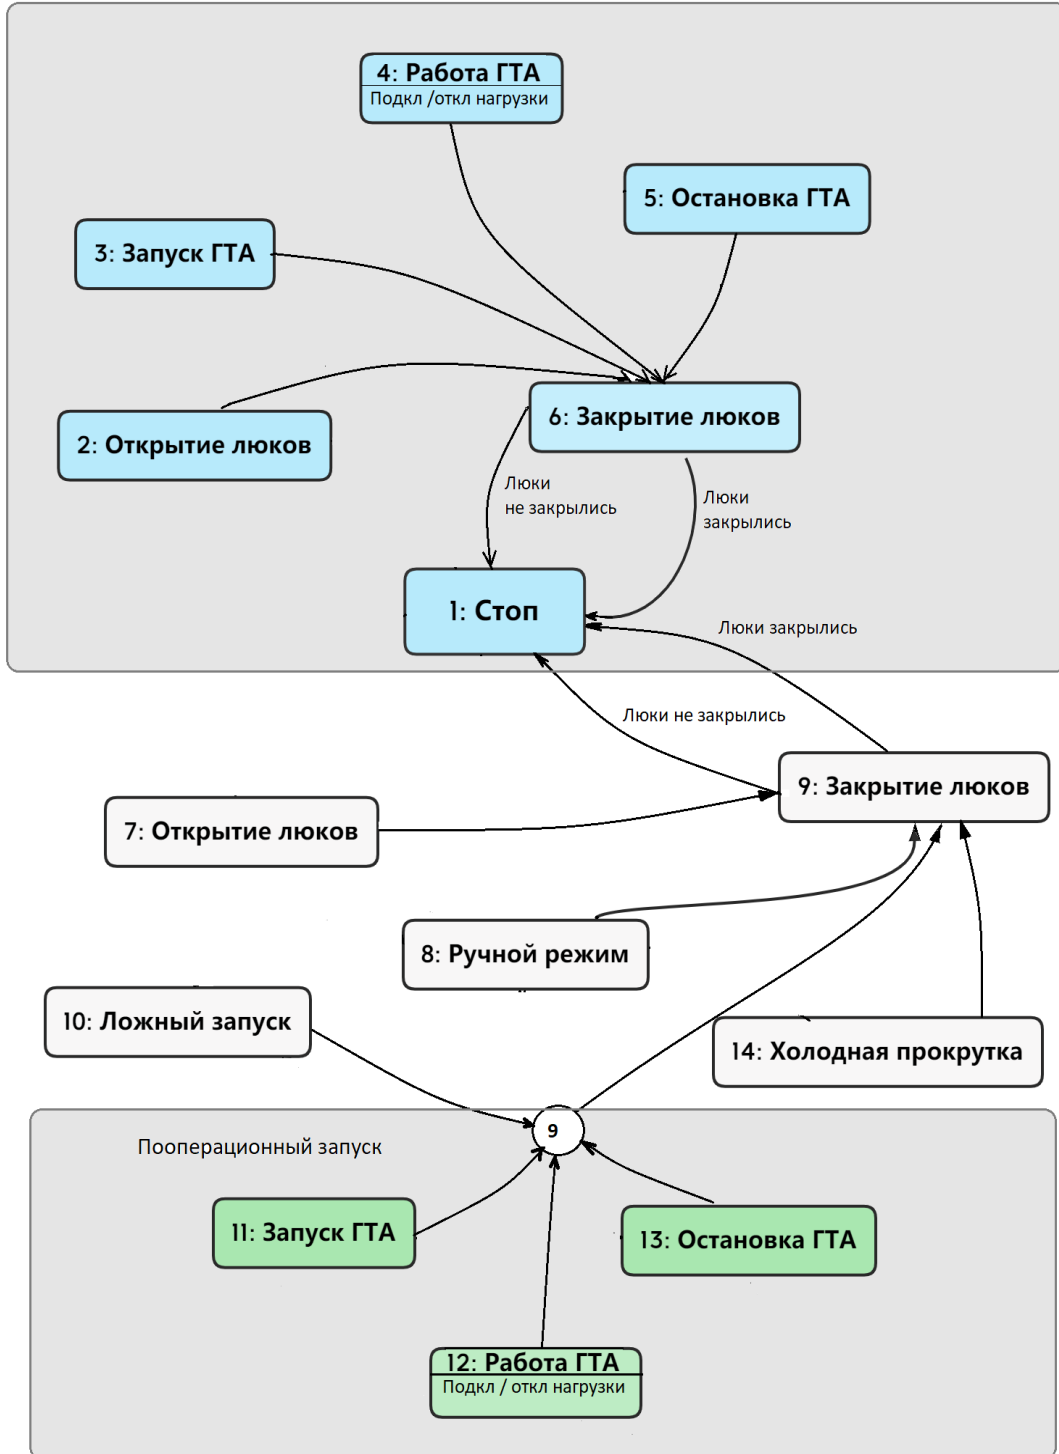 4: Работа ГТА
Подкл /откл нагрузки
5: Остановка ГТА
3: Запуск ГТА
6: Закрытие люков
2: Открытие люков
Люки
не закрылись
Люки
закрылись
1: Стоп
Люки закрылись
Люки не закрылись
9: Закрытие люков
7: Открытие люков
8: Ручной режим
10: Ложный запуск
14: Холодная прокрутка
9
Пооперационный запуск
11: Запуск ГТА
13: Остановка ГТА
12: Работа ГТА
Подкл / откл нагрузки